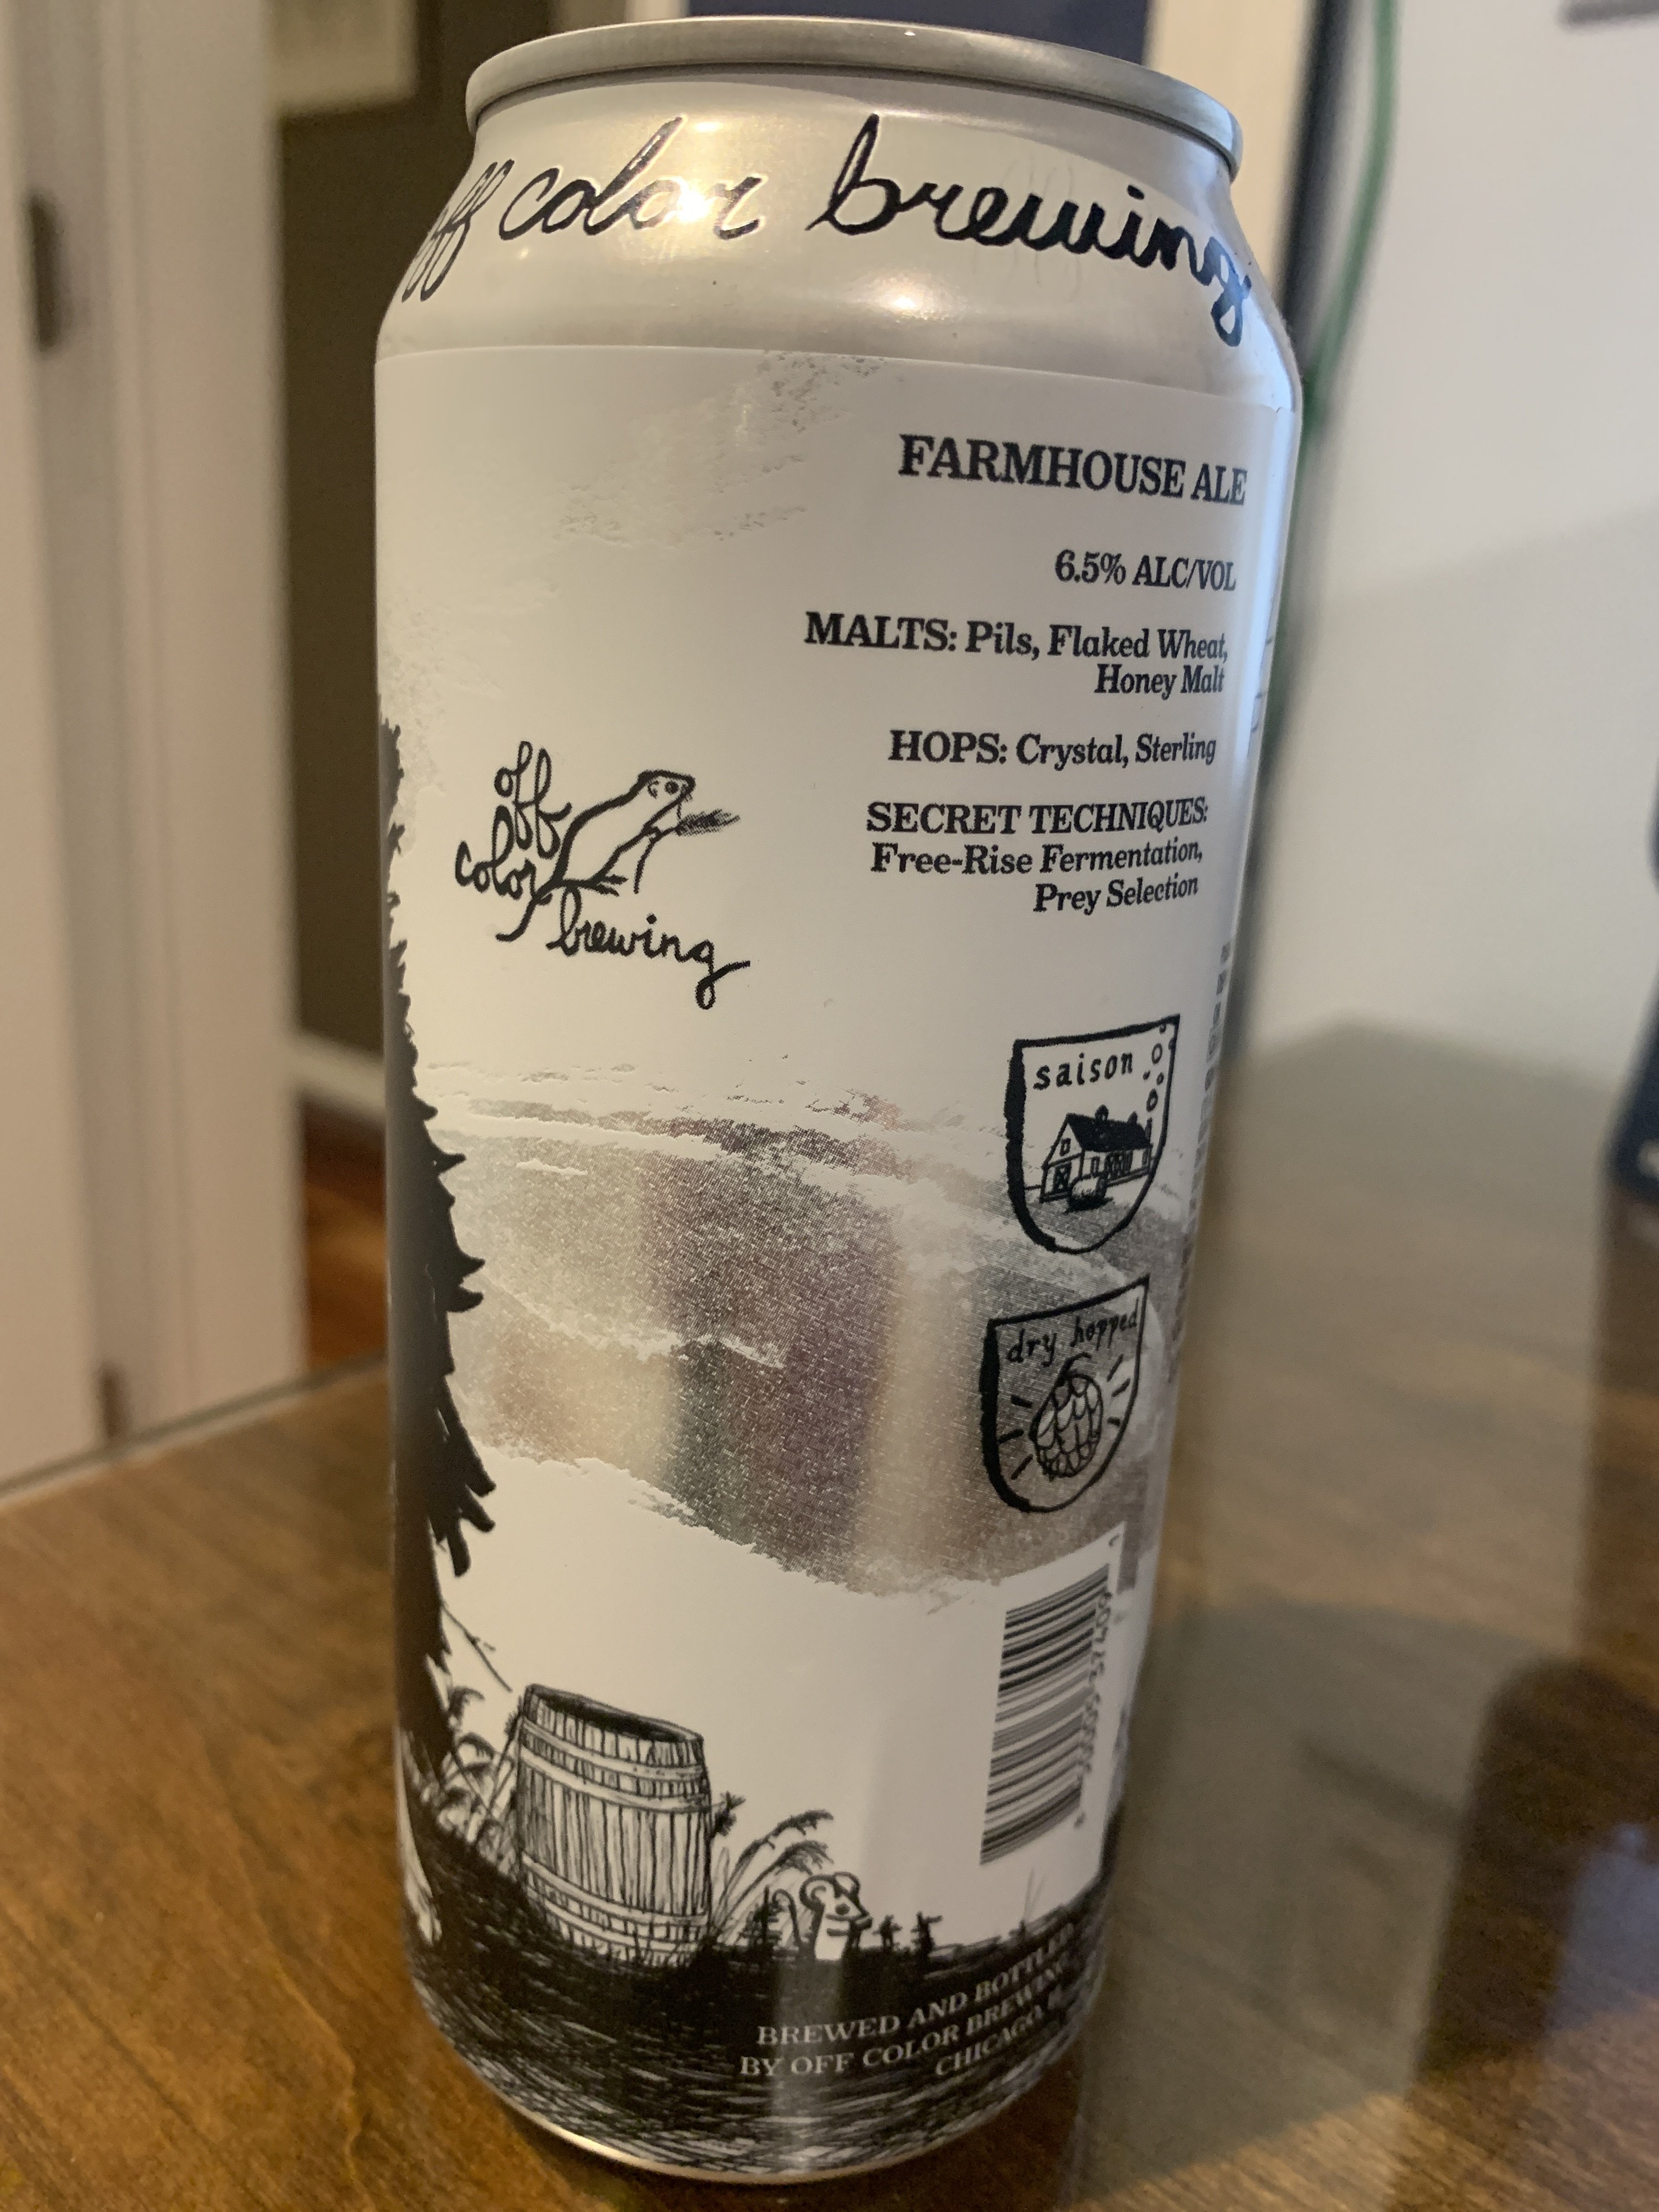 off color brewing
FARMHOUSE ALE
6.5% ALC/VOL
MALTS: Pils, Flaked Wheat,
Honey Malt
HOPS: Crystal, Sterling
SECRET TECHNIQUES:
Free-Rise Fermentation,
Prey Selection
off
color
brewing
saison
dry hopped
BREWED AND BOTTLED
BY OFF COLOR BREWING
CHICAGO